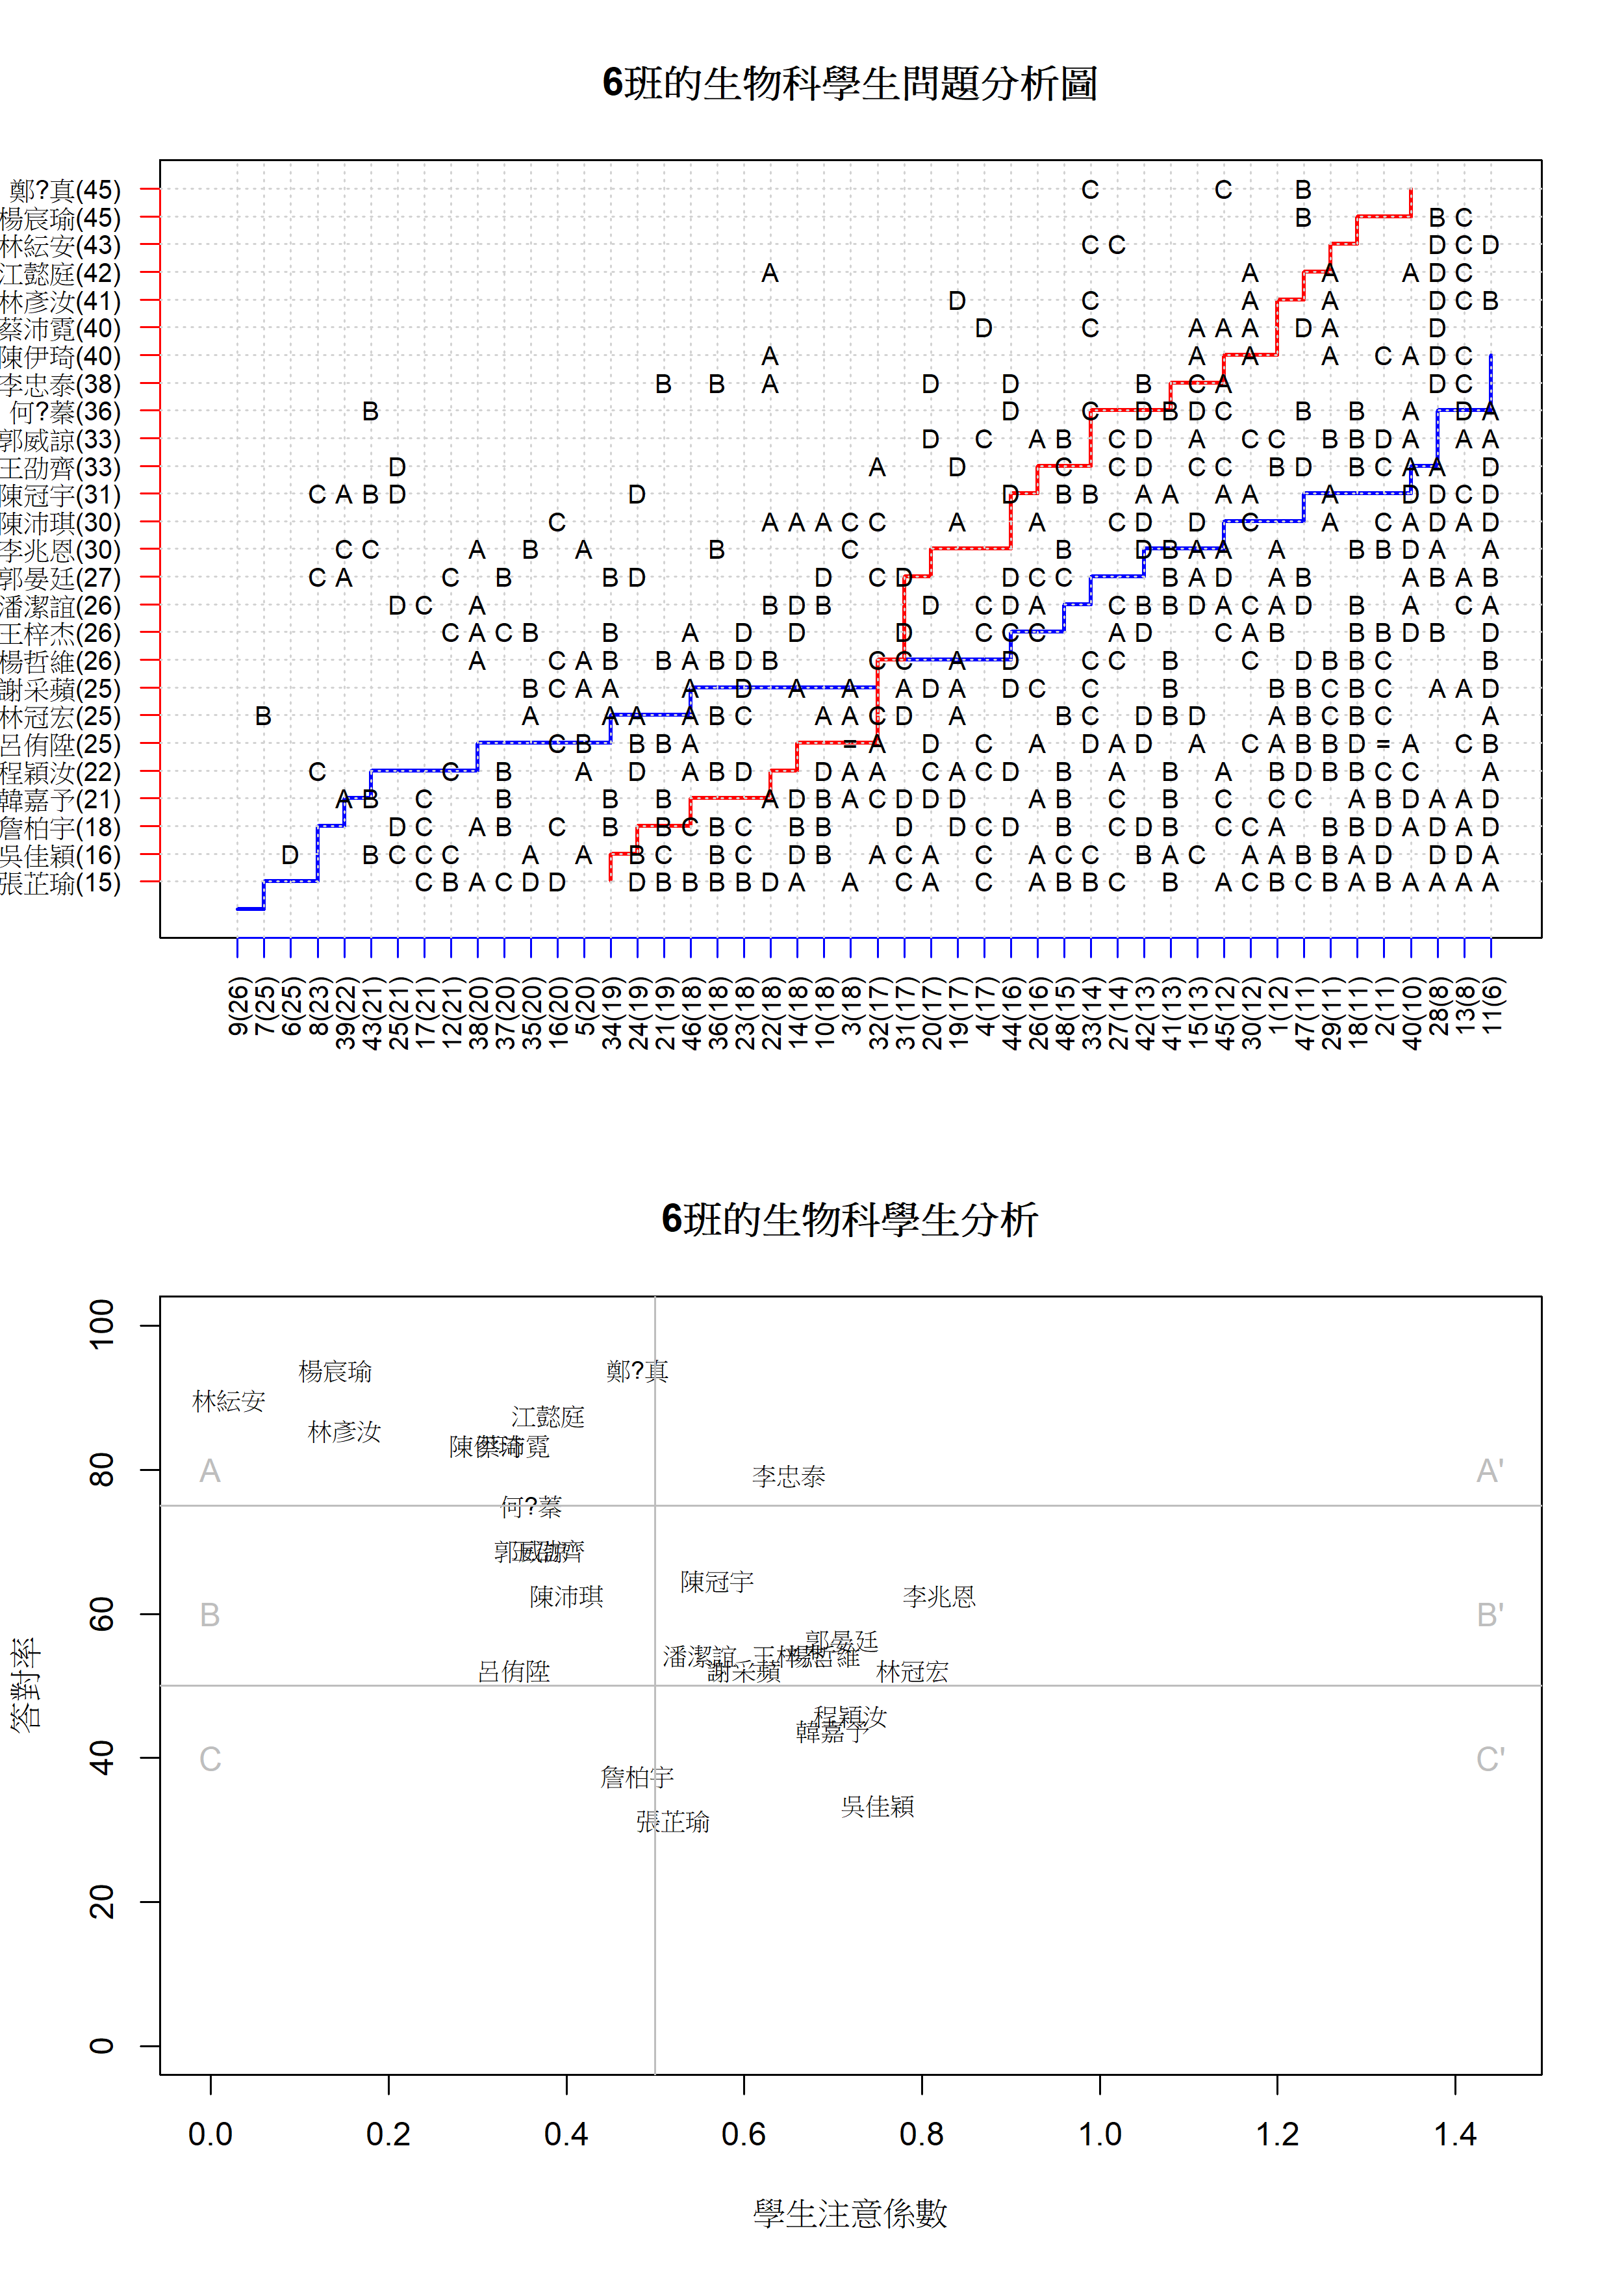 6班的生物科學生問題分析圖
鄭?真(45) C C B
楊宸瑜(45) B B C
林紜安(43) C C D C D
江懿庭(42) A A A A D C
林彥汝(41) D C A A D C B
蔡沛霓(40) D C A A A D A D
陳伊琦(40) A A A A C A D C
李忠泰(38) B B A D D B C A D C
何?蓁(36) B D C D B D C B B A D A
郭威諒(33) D C A B C D A C C B B D A A A
王劭齊(33) D A D C C D C C B D B C A A D
陳冠宇(31) C A B D D D B B A A A A A D D C D
陳沛琪(30) C A A A C C A A C D D C A C A D A D
李兆恩(30) C C A B A B C B D B A A A B B D A A
郭晏廷(27) C A C B B D D C D D C C B A D A B A B A B
潘潔誼(26) D C A B D B D C D A C B B D A C A D B A C A
王梓杰(26) C A C B B A D D D C C C A D C A B B B D B D
楊哲維(26) A C A B B A B D B C C A D C C B C D B B C B
謝采蘋(25) B C A A A D A A A D A D C C B B B C B C A A D
林冠宏(25) B A A A A B C A A C D A B C D B D A B C B C A
呂侑陞(25) C B B B A = A D C A D A D A C A B B D = A C B
程穎汝(22) C C B A D A B D D A A C A C D B A B A B D B B C C A
韓嘉予(21) A B C B B B A D B A C D D D A B C B C C C A B D A A D
詹柏宇(18) D C A B C B B C B C B B D D C D B C D B C C A B B D A D A D
吳佳穎(16) D B C C C A A B C B C D B A C A C A C C B A C A A B B A D D D A
張芷瑜(15) C B A C D D D B B B B D A A C A C A B B C B A C B C B A B A A A A
9(26) 7(25) 6(25) 8(23) 39(22) 43(21) 25(21) 17(21) 12(21) 38(20) 37(20) 35(20) 16(20) 5(20) 34(19) 24(19) 21(19) 46(18) 36(18) 23(18) 22(18) 14(18) 10(18) 3(18) 32(17) 31(17) 20(17) 19(17) 4(17) 44(16) 26(16) 48(15) 33(14) 27(14) 42(13) 41(13) 15(13) 45(12) 30(12) 1(12) 47(11) 29(11) 18(11) 2(11) 40(10) 28(8) 13(8) 11(6)
6班的生物科學生分析
100
楊宸瑜 鄭?真
林紜安
江懿庭
林彥汝
蔡沛霓
80
A
李忠泰
A'
何?蓁
陳冠宇
陳沛琪 李兆恩
60
B
B'
郭晏廷
潘潔誼
呂侑陞 謝采蘋 林冠宏
程穎汝
韓嘉予
40
C
C'
詹柏宇
吳佳穎
張芷瑜
20
0
答對率
0.0 0.2 0.4 0.6 0.8 1.0 1.2 1.4
學生注意係數